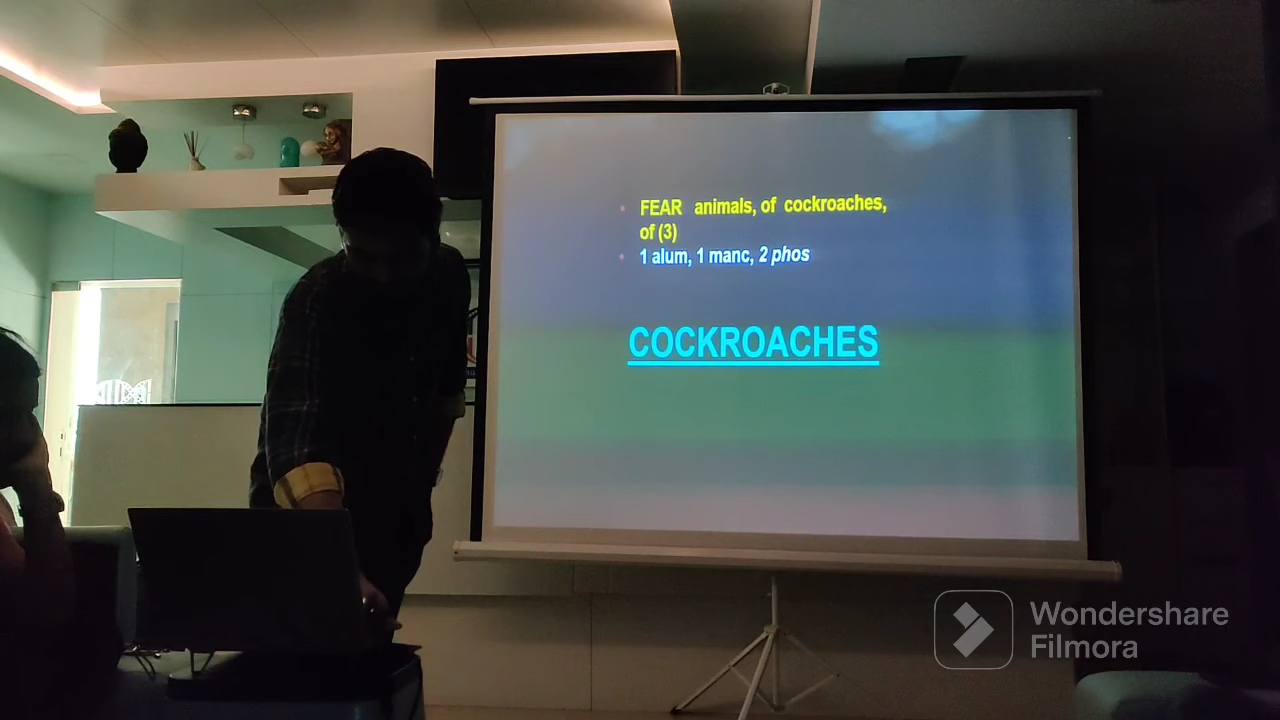 FEAR animals, of cockroaches,
of (3)
1 alum, 1 manc, 2 phos
COCKROACHES
Wondershare
Filmora